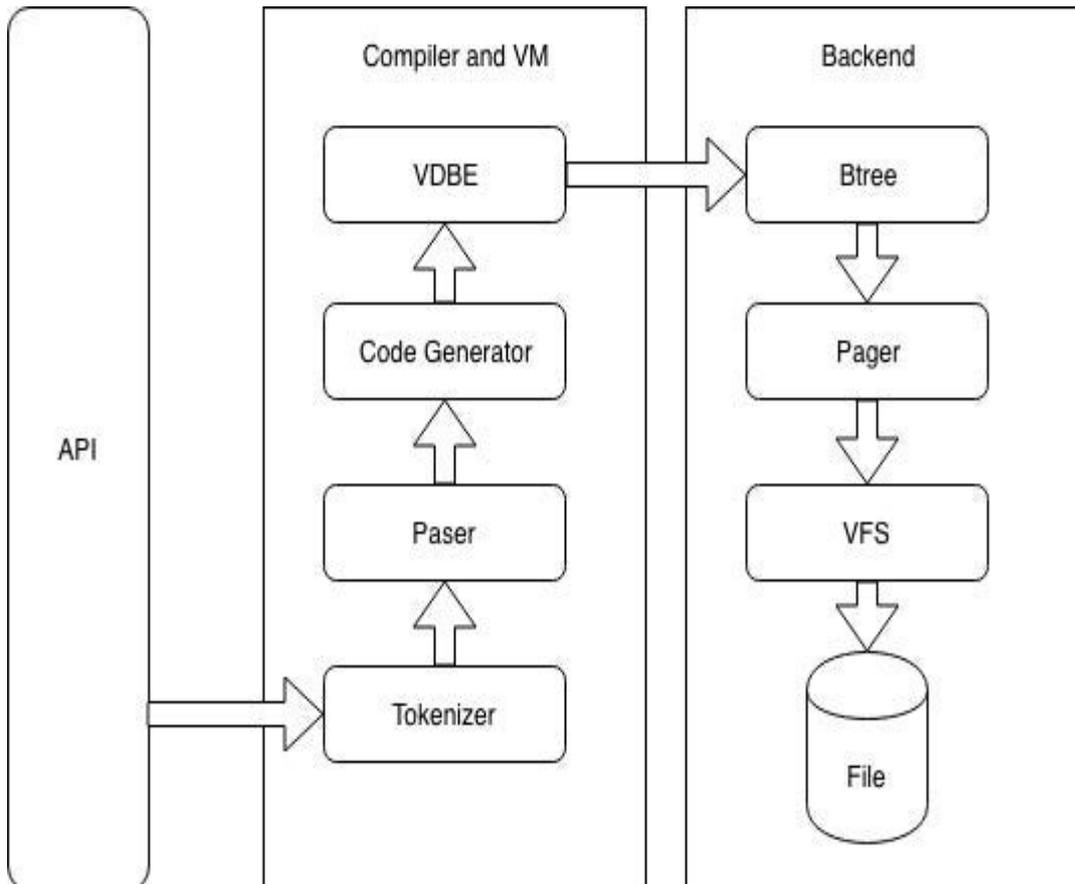 API
Compiler and VM
VDBE
Code Generator
Paser
Tokenizer
Backend
Btree
Pager
VFS
File